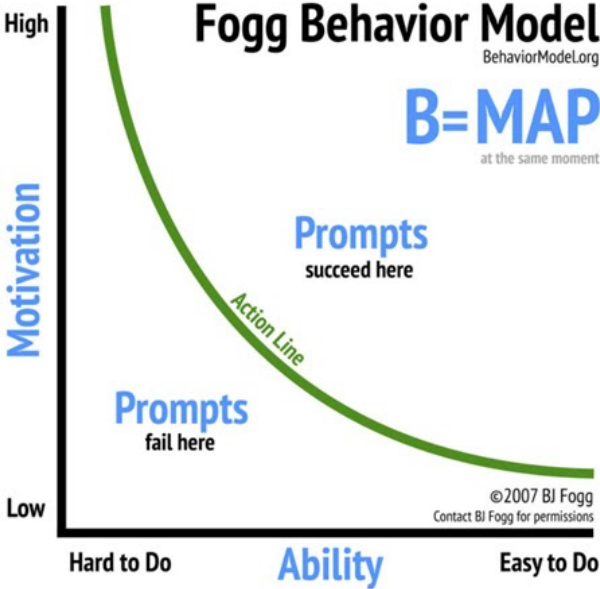 High
Fogg Behavior Model
BehaviorModel.org
B=MAP
at the same moment
Motivation
Prompts
succeed here
Action Line
Prompts
fail here
©2007 BJ Fogg
Contact BJ Fogg for permissions
Low
Hard to Do
Ability
Easy to Do